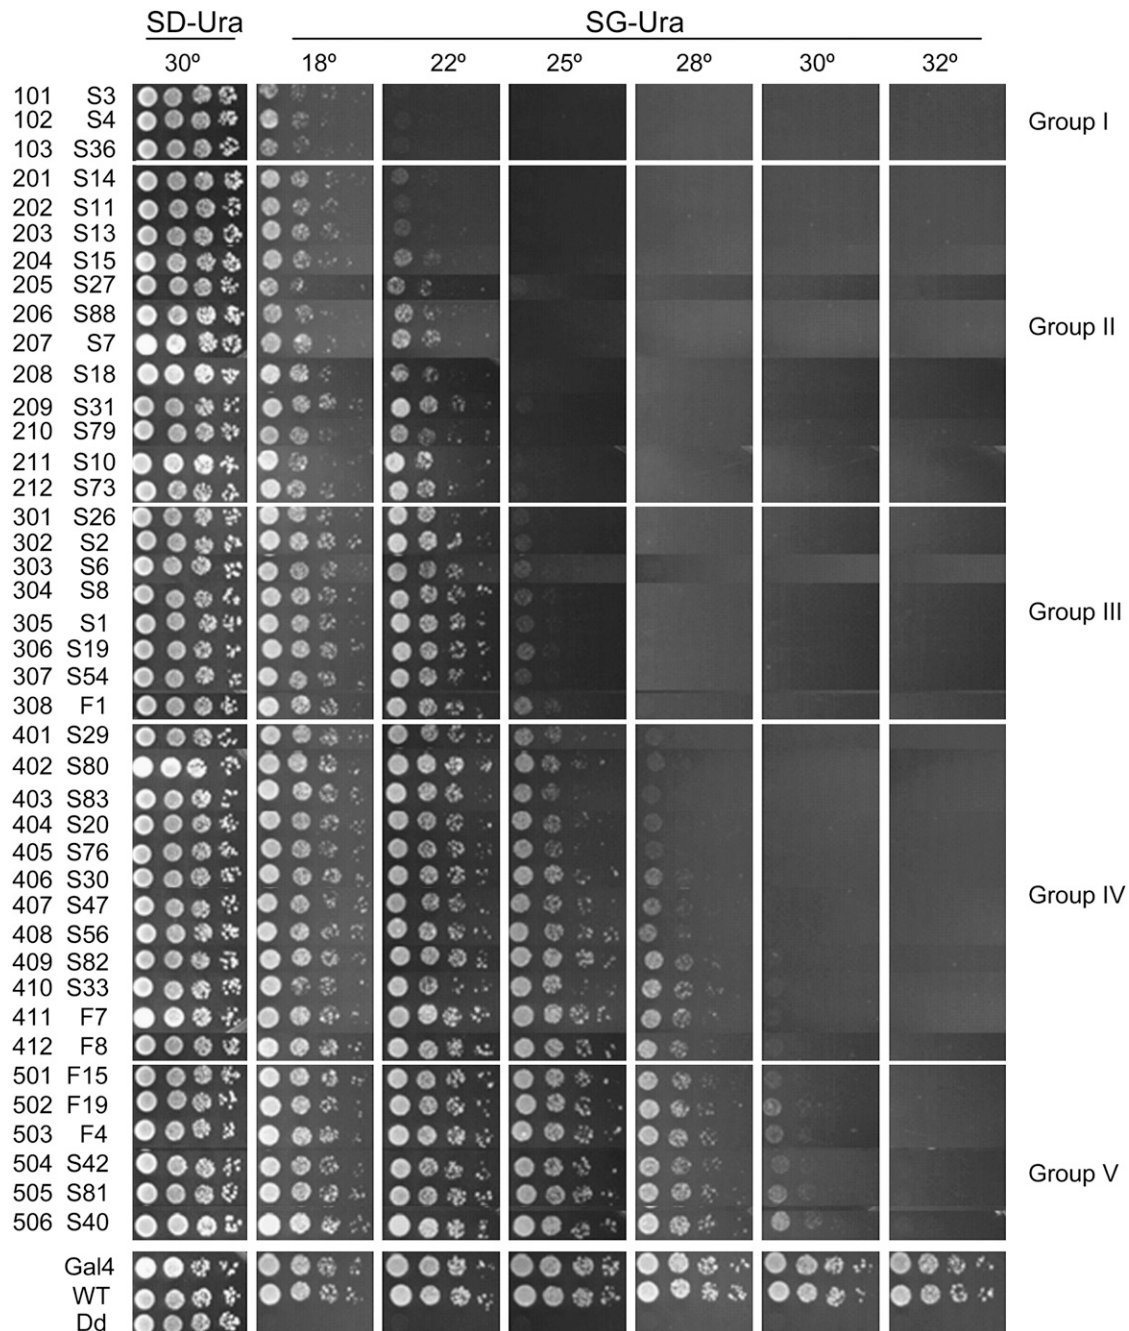 SD-Ura SG-Ura
30º 18º 22º 25º 28º 30º 32º
101 S3
102 S4 Group I
103 S36
201 S14
202 S11
203 S13
204 S15
205 S27
206 S88 Group II
207 S7
208 S18
209 S31
210 S79
211 S10
212 S73
301 S26
302 S2
303 S6
304 S8
305 S1 Group III
306 S19
307 S54
308 F1
401 S29
402 S80
403 S83
404 S20
405 S76
406 S30
407 S47 Group IV
408 S56
409 S82
410 S33
411 F7
412 F8
501 F15
502 F19
503 F4
504 S42 Group V
505 S81
506 S40
Gal4
WT
Dd